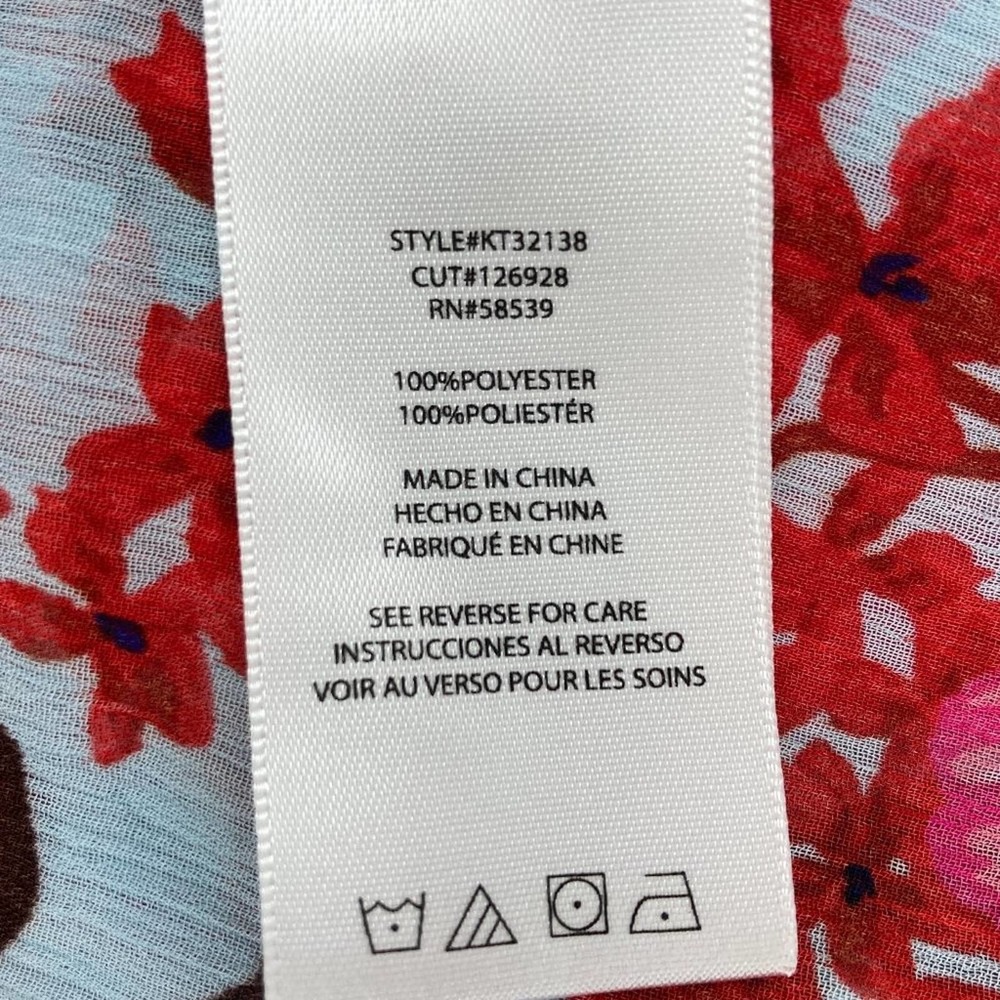 STYLE#KT32138
CUT#126928
RN#58539
100%POLYESTER
100%POLIESTÉR
MADE IN CHINA
HECHO EN CHINA
FABRIQUÉ EN CHINE
SEE REVERSE FOR CARE
INSTRUCCIONES AL REVERSO
VOIR AU VERSO POUR LES SOINS